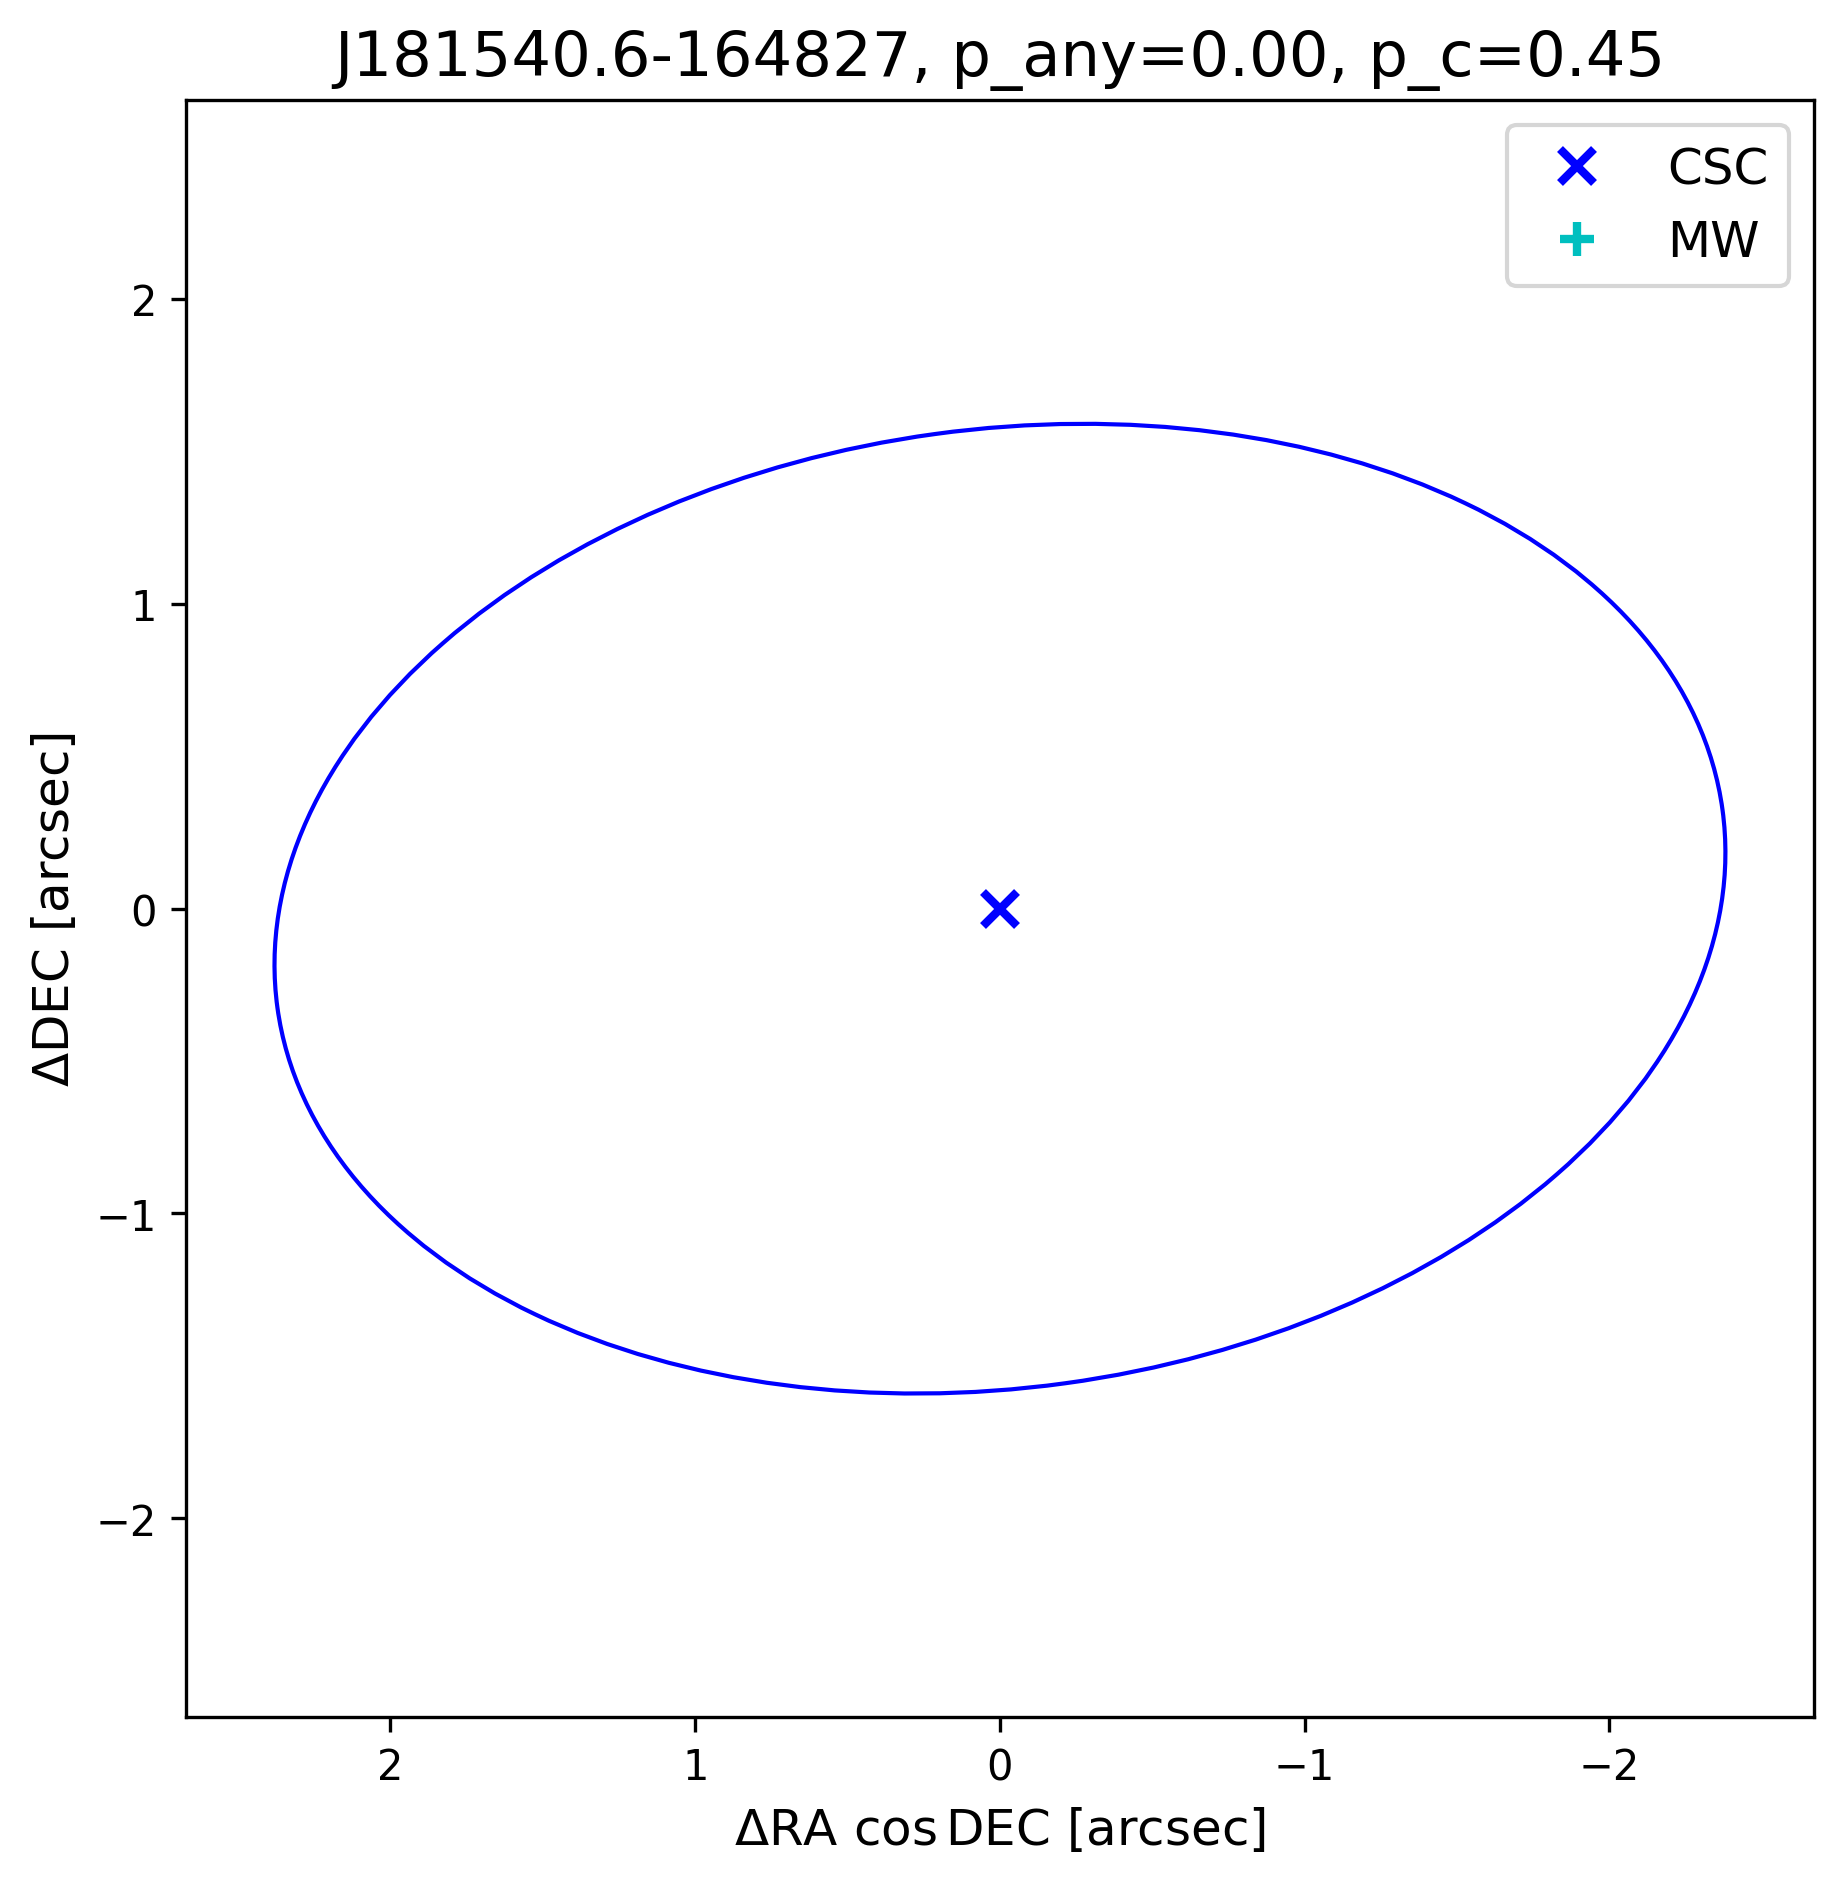 J181540.6-164827, p_any=0.00, p_c=0.45
CSC
MW
2
1
0
−1
−2
ΔDEC [arcsec]
2 1 0 −1 −2
ΔRA cos DEC [arcsec]